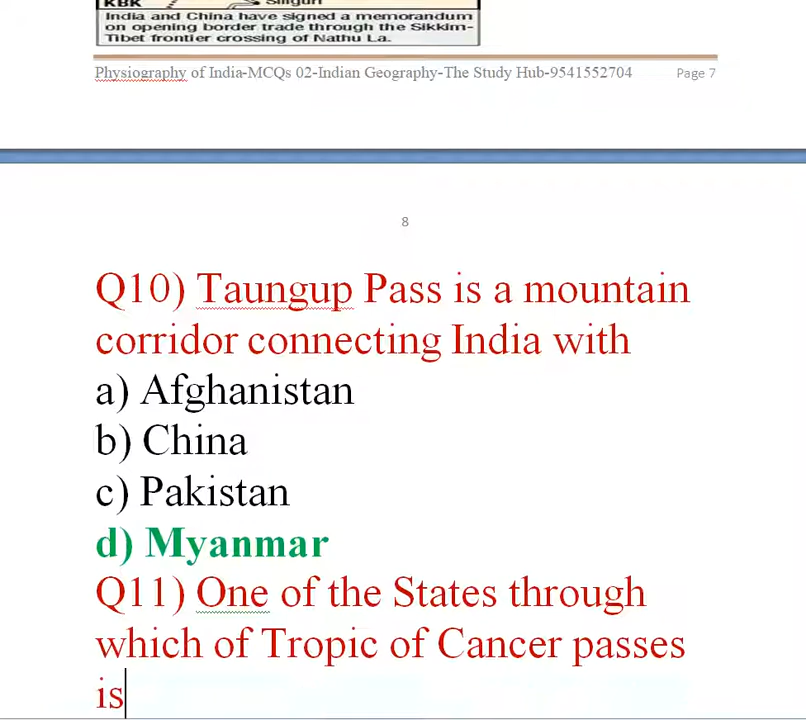 KBK Siliguri
India and China have signed a memorandum
on opening border trade through the Sikkim-
Tibet frontier crossing of Nathu La.
Physiography of India-MCQs 02-Indian Geography-The Study Hub-9541552704 Page 7
8
Q10) Taungup Pass is a mountain
corridor connecting India with
a) Afghanistan
b) China
c) Pakistan
d) Myanmar
Q11) One of the States through
which of Tropic of Cancer passes
is